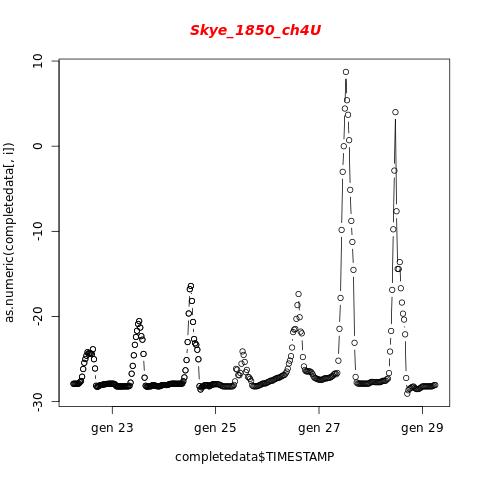 Skye_1850_ch4U
as.numeric(completedata[, i])
10
0
-10
-20
-30
gen 23
gen 25
gen 27
gen 29
completedata$TIMESTAMP